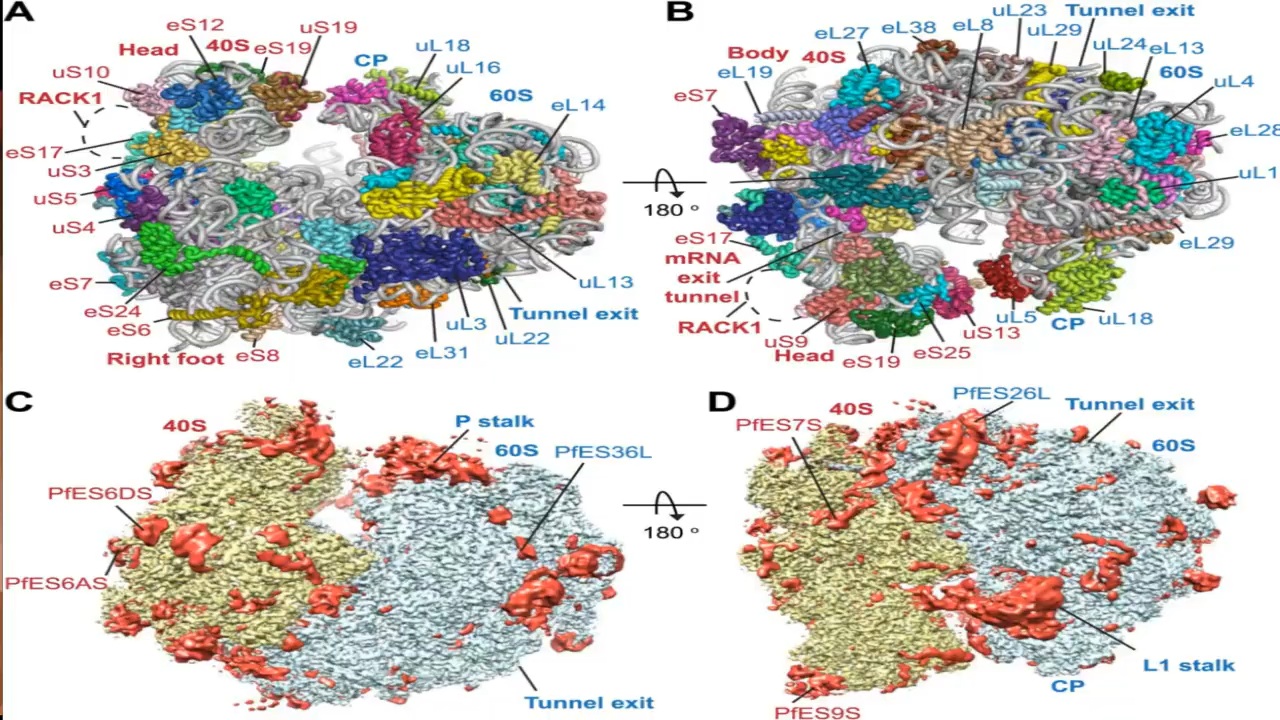 A
eS12
Head
40S
eS19
uS19
CP
uL18
uL16
60S
eL14
uS10
RACK1
eS17
uS3
uS5
uS4
eS7
eS24
eS6
Right foot
eS8
eL22
eL31
uL3
uL22
Tunnel exit
uL13
180 °
B
Body
40S
eL27
eL38
eL8
uL23
Tunnel exit
uL29
uL24
eL13
60S
uL4
eL28
uL1
eL29
eL19
eS7
eS17
mRNA
exit
tunnel
RACK1
uS9
Head
eS19
eS25
uS13
uL5
CP
uL18
C
40S
P stalk
60S
PfES36L
PfES6DS
PfES6AS
Tunnel exit
180 °
D
40S
PfES7S
PfES26L
Tunnel exit
60S
L1 stalk
CP
PfES9S